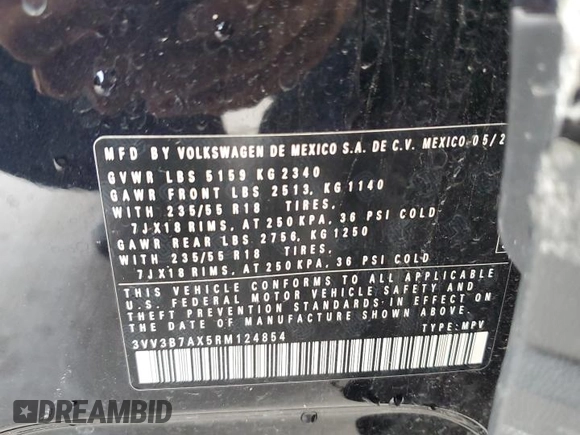 MFD BY VOLKSWAGEN DE MEXICO S.A. DE C.V. MEXICO 05/2
GVWR LBS 5159 KG 2340
GAWR FRONT LBS 2513, KG 1140
WITH 235/55 R18 TIRES,
7JX18 RIMS, AT 250 KPA, 36 PSI COLD
GAWR REAR LBS 2756, KG 1250
WITH 235/55 R18 TIRES,
7JX18 RIMS, AT 250 KPA, 36 PSI COLD
THIS VEHICLE CONFORMS TO ALL APPLICABLE
U.S. FEDERAL MOTOR VEHICLE SAFETY AND
THEFT PREVENTION STANDARDS IN EFFECT ON
THE DATE OF MANUFACTURE SHOWN ABOVE.
3VV3B7AX5RM124854 TYPE: MPV
DREAMBID